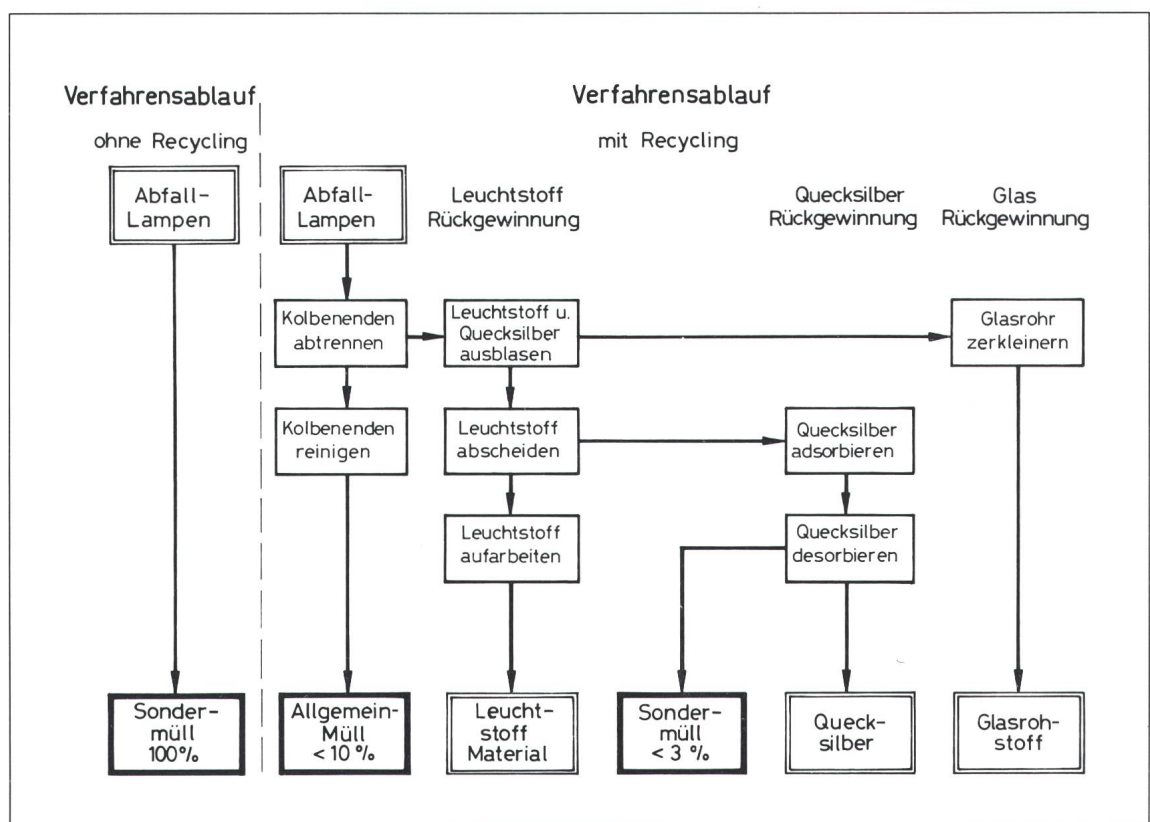 Verfahrensablauf
ohne Recycling
Verfahrensablauf
mit Recycling
Abfall-
Lampen
Abfall-
Lampen
Leuchtstoff
Rückgewinnung
Quecksilber
Rückgewinnung
Glas
Rückgewinnung
Kolbenenden
abtrennen
Leuchtstoff u.
Quecksilber
ausblasen
Glasrohr
zerkleinern
Kolbenenden
reinigen
Leuchtstoff
abscheiden
Quecksilber
adsorbieren
Leuchtstoff
aufarbeiten
Quecksilber
desorbieren
Sonder-
müll
100%
Allgemein-
Müll
< 10 %
Leucht-
stoff
Material
Sonder-
müll
< 3 %
Queck-
silber
Glasroh-
stoff